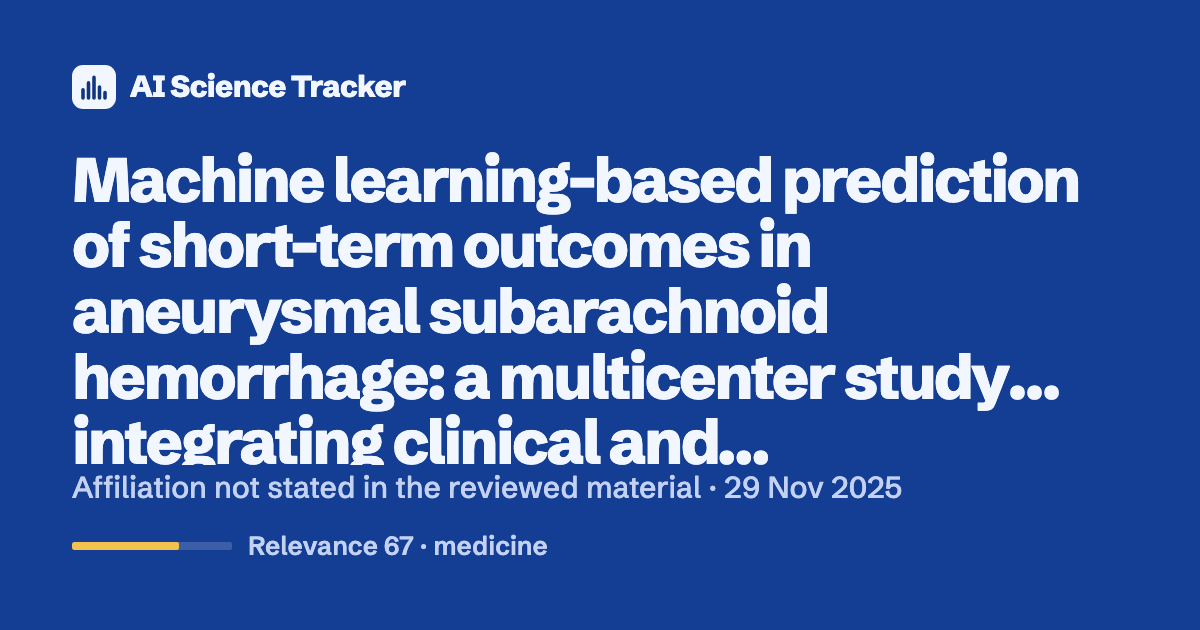 AI Science Tracker
Machine learning-based prediction
of short-term outcomes in
aneurysmal subarachnoid
hemorrhage: a multicenter study...
integrating clinical and...
Affiliation not stated in the reviewed material · 29 Nov 2025
Relevance 67 · medicine